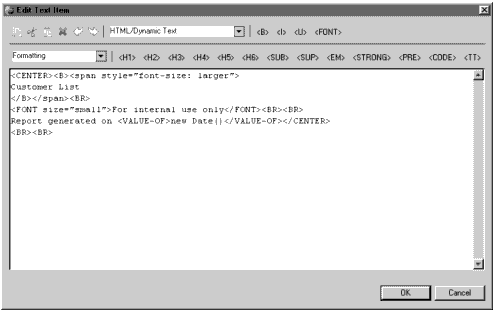 Edit Text Item
HTML/Dynamic Text <B> <I> <U> <FONT>
Formatting <H1> <H2> <H3> <H4> <H5> <H6> <SUB> <SUP> <EM> <STRONG> <PRE> <CODE> <TT>
<CENTER><B><span style="font-size: larger">
Customer List
</B></span><BR>
<FONT size="small">For internal use only</FONT><BR><BR>
Report generated on <VALUE-OF>new Date()</VALUE-OF></CENTER>
<BR><BR>
OK Cancel